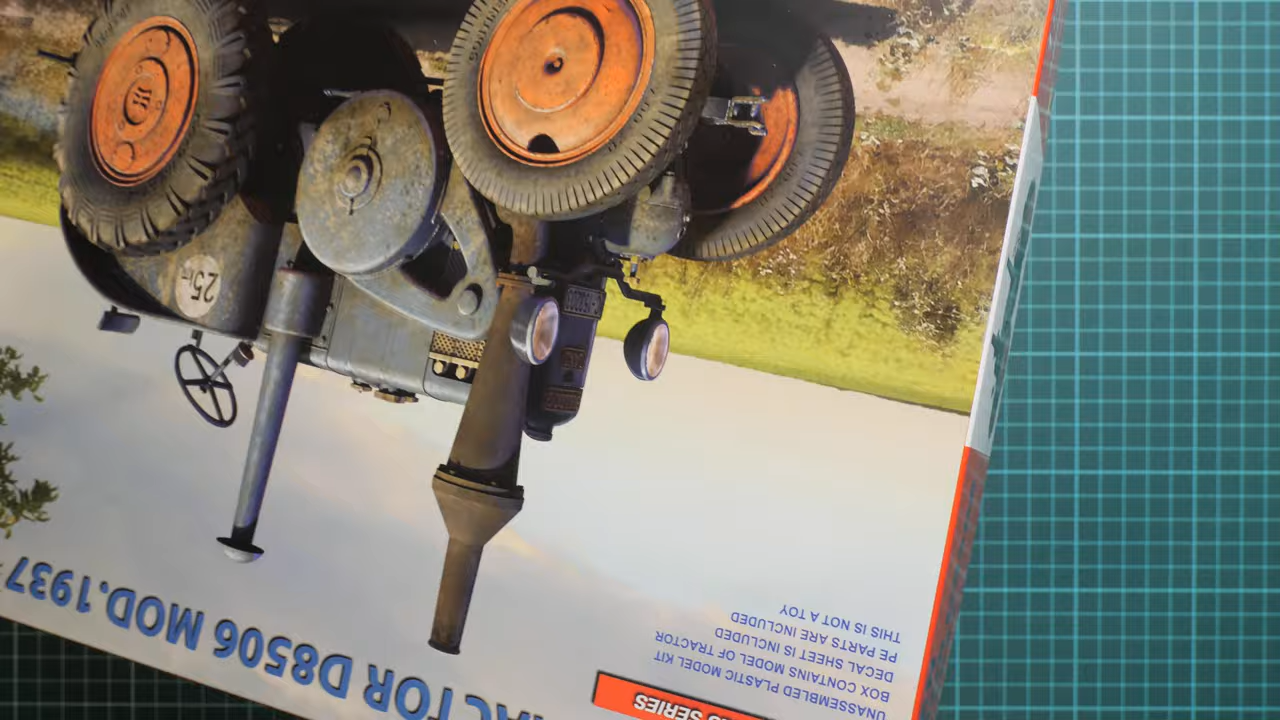 SERIES
UNASSEMBLED PLASTIC MODEL KIT
BOX CONTAINS MODEL OF TRACTOR
DECAL SHEET IS INCLUDED
PE PARTS ARE INCLUDED
THIS IS NOT A TOY
ACTOR D8506 MOD.1937
25